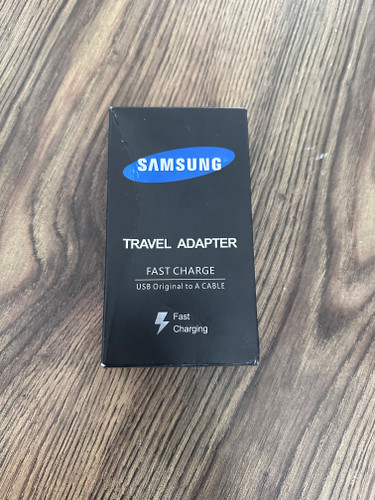 SAMSUNG
TRAVEL ADAPTER
FAST CHARGE
USB Original to A CABLE
Fast
Charging